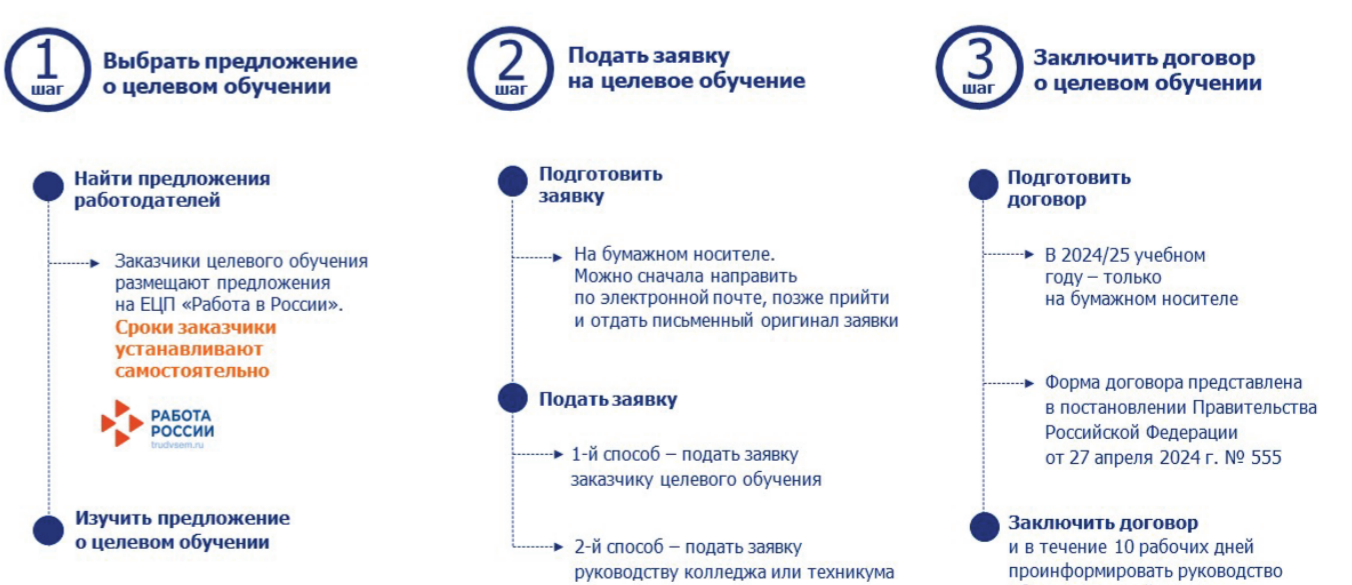 1
шаг
Выбрать предложение
о целевом обучении
Найти предложения
работодателей
Заказчики целевого обучения
размещают предложения
на ЕЦП «Работа в России».
Сроки заказчики
устанавливают
самостоятельно
РАБОТА
РОССИИ
trudvsem.ru
Изучить предложение
о целевом обучении
2
шаг
Подать заявку
на целевое обучение
Подготовить
заявку
На бумажном носителе.
Можно сначала направить
по электронной почте, позже прийти
и отдать письменный оригинал заявки
Подать заявку
1-й способ – подать заявку
заказчику целевого обучения
2-й способ – подать заявку
руководству колледжа или техникума
3
шаг
Заключить договор
о целевом обучении
Подготовить
договор
В 2024/25 учебном
году – только
на бумажном носителе
Форма договора представлена
в постановлении Правительства
Российской Федерации
от 27 апреля 2024 г. № 555
Заключить договор
и в течение 10 рабочих дней
проинформировать руководство